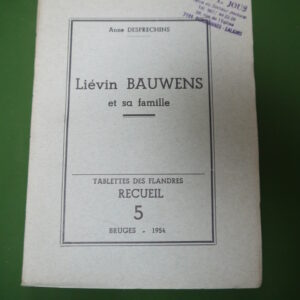 Anne DESPRECHINS
Liévin BAUWENS
et sa famille
TABLETTES DES FLANDRES
RECUEIL
5
BRUGES - 1954